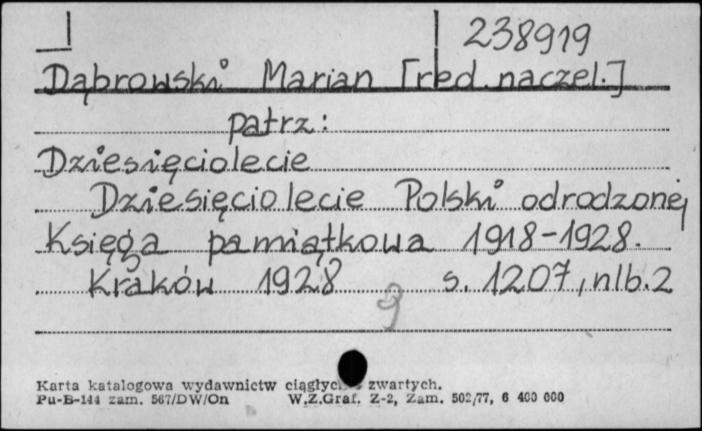 238919
Dąbrowski Marian [red. naczel.]
patrz:
Dziesięciolecie
Dziesięciolecie Polski odrodzonej
Księga pamiątkowa 1918-1928.
Kraków 1928 s. 1207, nlb. 2
Karta katalogowa wydawnictw ciągłych i zwartych.
Pu-B-144 zam. 567/DW/On W.Z.Graf. Z-2, Zam. 502/77, 6 400 000